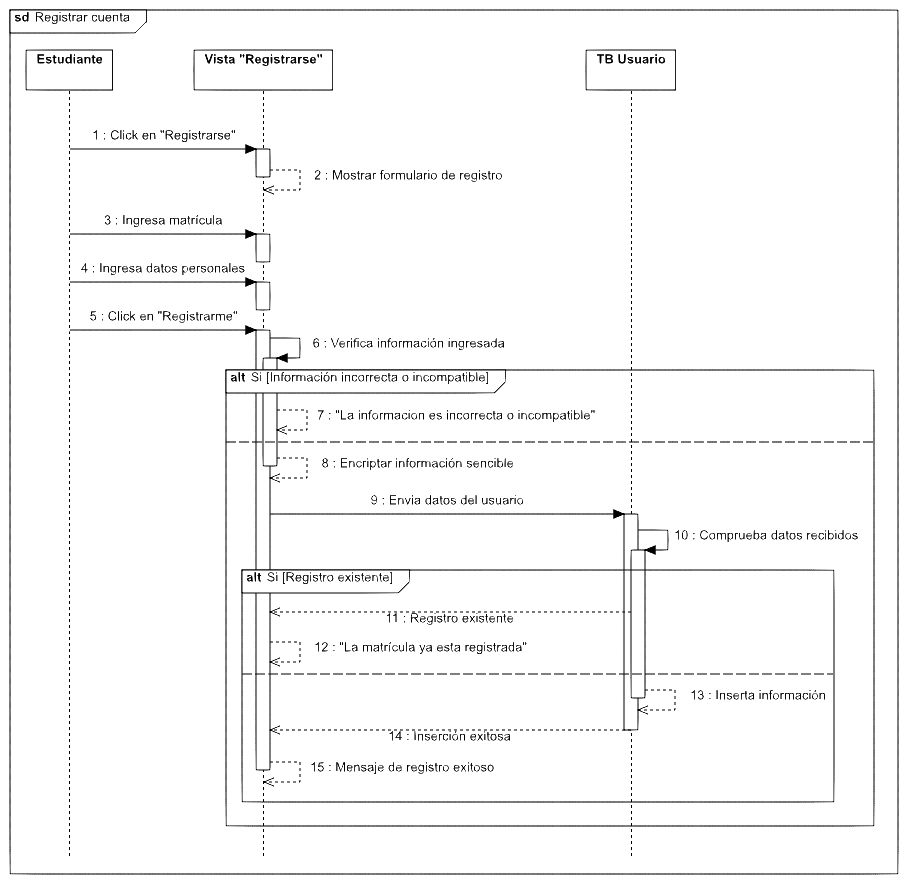 sd Registrar cuenta
Estudiante
Vista "Registrarse"
TB Usuario
1 : Click en "Registrarse"
2 : Mostrar formulario de registro
3 : Ingresa matrícula
4 : Ingresa datos personales
5 : Click en "Registrarme"
6 : Verifica información ingresada
alt Si [Información incorrecta o incompatible]
7 : "La informacion es incorrecta o incompatible"
8 : Encriptar información sencible
9 : Envia datos del usuario
10 : Comprueba datos recibidos
alt Si [Registro existente]
11 : Registro existente
12 : "La matrícula ya esta registrada"
13 : Inserta información
14 : Inserción exitosa
15 : Mensaje de registro exitoso